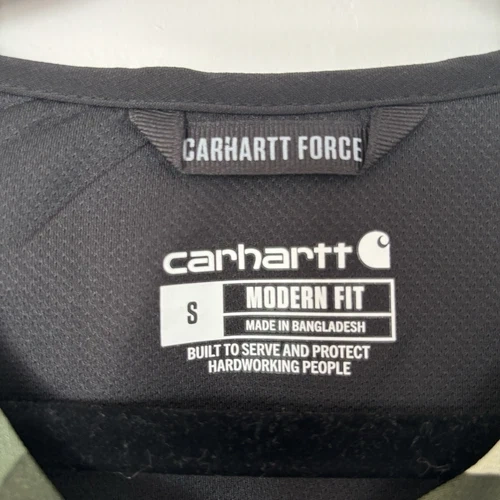 CARHARTT FORCE
carhartt
S
MODERN FIT
MADE IN BANGLADESH
BUILT TO SERVE AND PROTECT
HARDWORKING PEOPLE